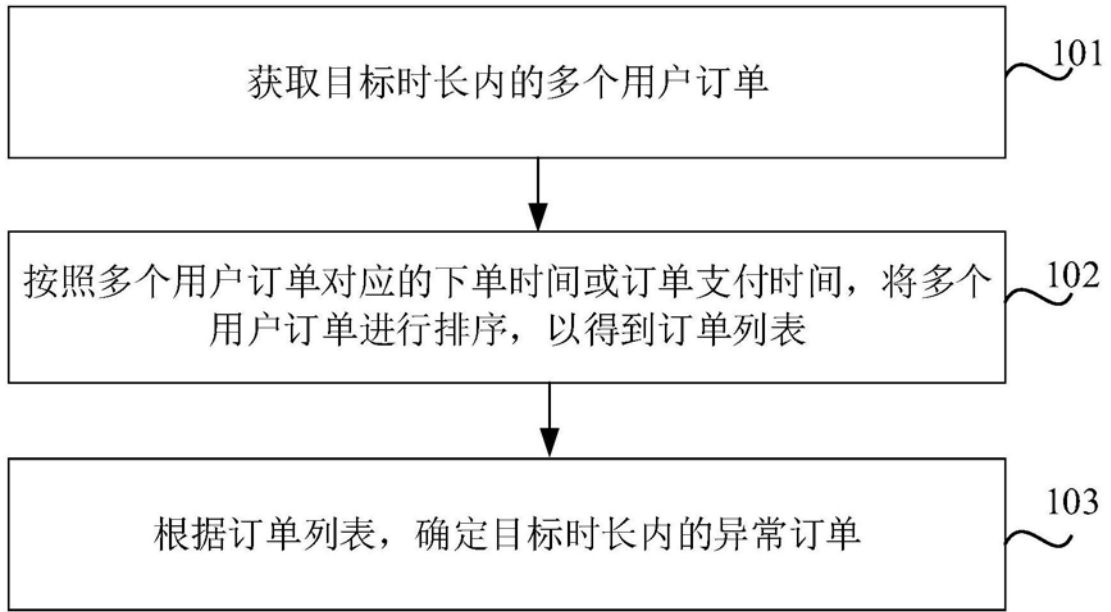 获取目标时长内的多个用户订单
101
按照多个用户订单对应的下单时间或订单支付时间，将多个
用户订单进行排序，以得到订单列表
102
根据订单列表，确定目标时长内的异常订单
103